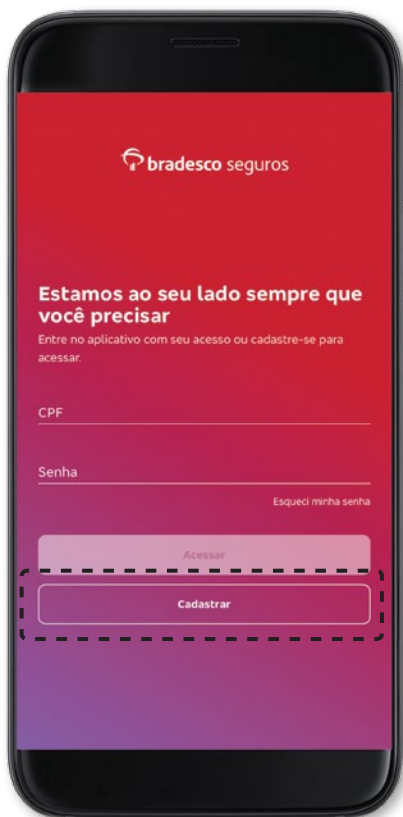 bradesco seguros
Estamos ao seu lado sempre que
você precisar
Entre no aplicativo com seu acesso ou cadastre-se para
acessar.
CPF
Senha
Esqueci minha senha
Acessar
Cadastrar